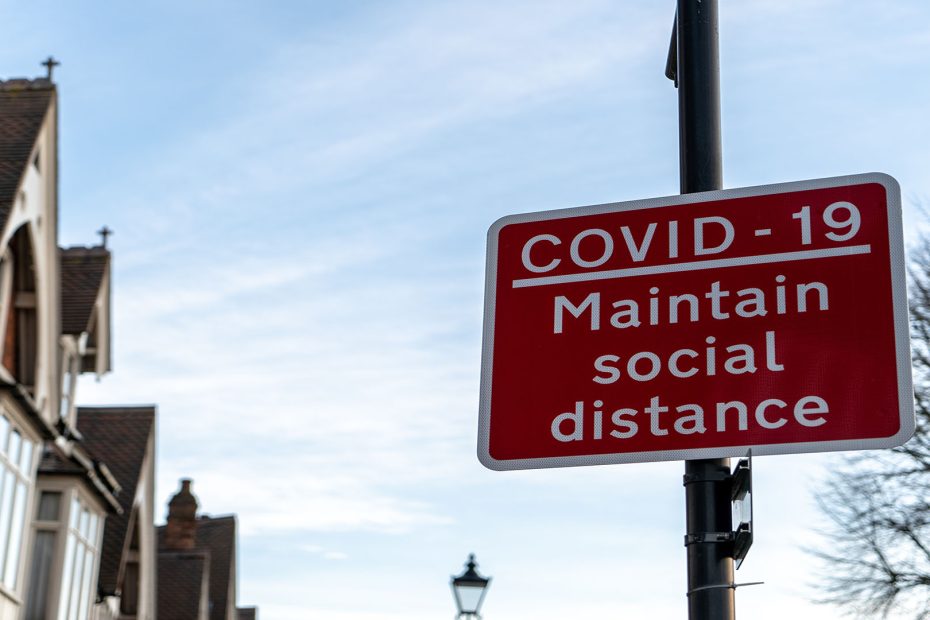 COVID - 19
Maintain
social
distance